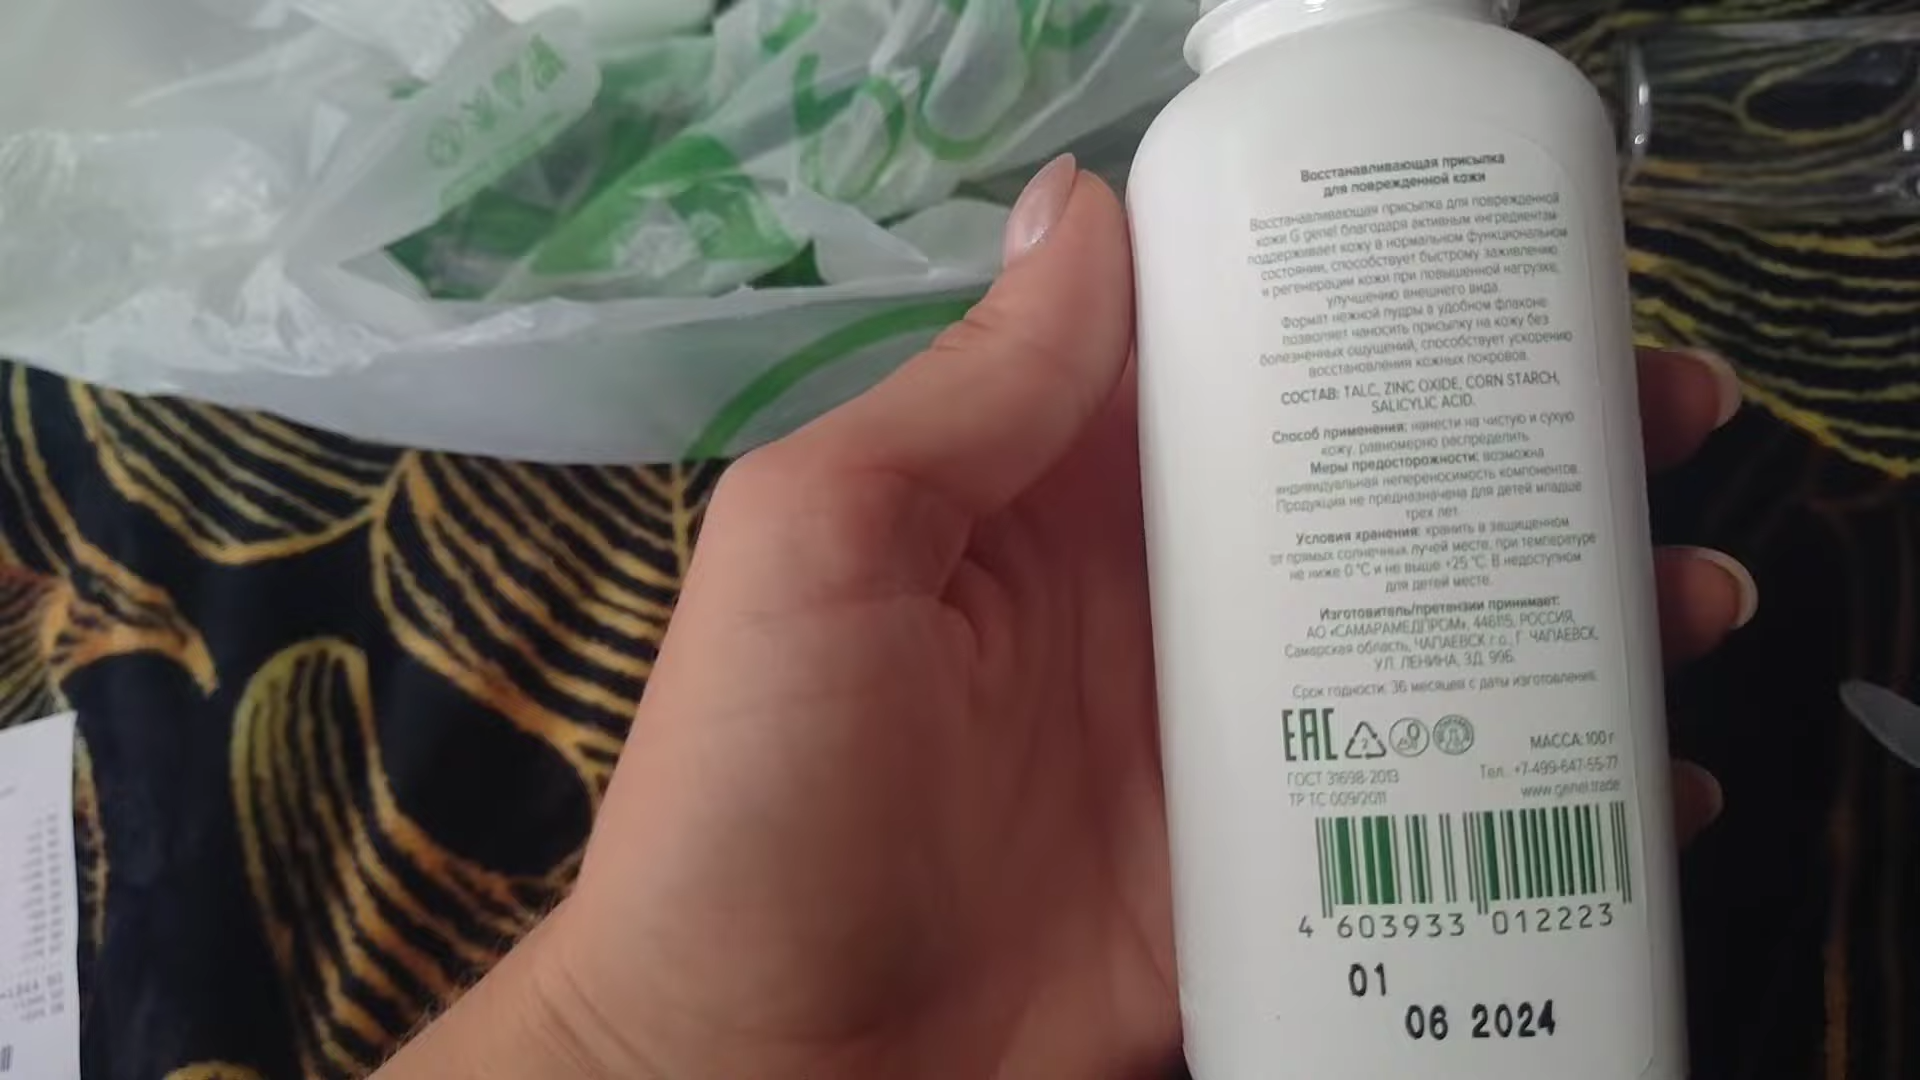 Восстанавливающая присыпка
для поврежденной кожи
Восстанавливающая присыпка для поврежденной
кожи G genel благодаря активным ингредиентам
поддерживает кожу в нормальном функциональном
состоянии, способствует быстрому заживлению
и регенерации кожи при повышенной нагрузке,
улучшению внешнего вида.
Формат нежной пудры в удобном флаконе
позволяет наносить присыпку на кожу без
болезненных ощущений, способствует ускорению
восстановления кожных покровов.
СОСТАВ: TALC, ZINC OXIDE, CORN STARCH,
SALICYLIC ACID.
Способ применения: нанести на чистую и сухую
кожу, равномерно распределить.
Меры предосторожности: возможна
индивидуальная непереносимость компонентов.
Продукция не предназначена для детей младше
трех лет.
Условия хранения: хранить в защищенном
от прямых солнечных лучей месте, при температуре
не ниже 0 °C и не выше +25 °C. В недоступном
для детей месте.
Изготовитель/претензии принимает:
АО «САМАРАМЕДПРОМ», 446115, РОССИЯ,
Самарская область, ЧАПАЕВСК г.о., Г. ЧАПАЕВСК,
УЛ. ЛЕНИНА, ЗД. 99Б.
Срок годности: 36 месяцев с даты изготовления.
EAC 2
МАССА: 100 г
ГОСТ 31698-2013
Тел.: +7-499-647-55-77
ТР ТС 009/2011
www.genel.trade
4 603933 012223
01
06 2024